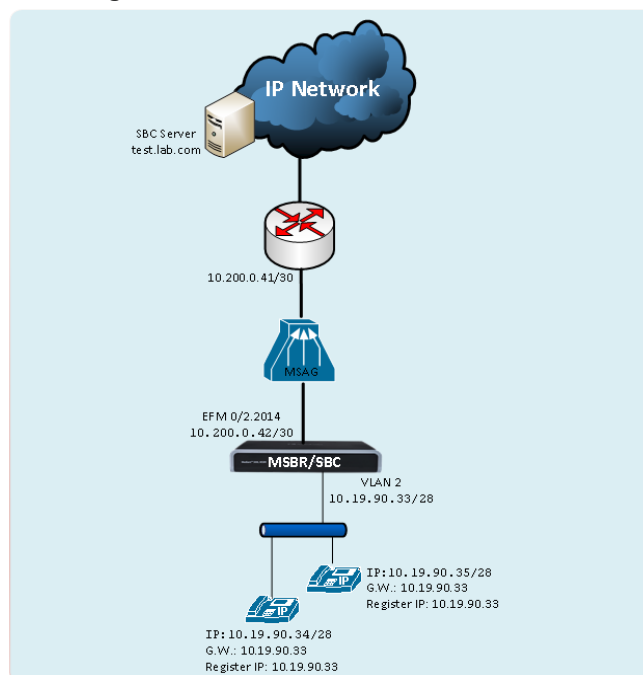 IP Network
SBC Server
test.lab.com
10.200.0.41/30
MSAG
EFM 0/2.2014
10.200.0.42/30
MSBR/SBC
VLAN 2
10.19.90.33/28
IP
IP:10.19.90.35/28
G.W.: 10.19.90.33
Register IP: 10.19.90.33
IP
IP:10.19.90.34/28
G.W.: 10.19.90.33
Register IP: 10.19.90.33